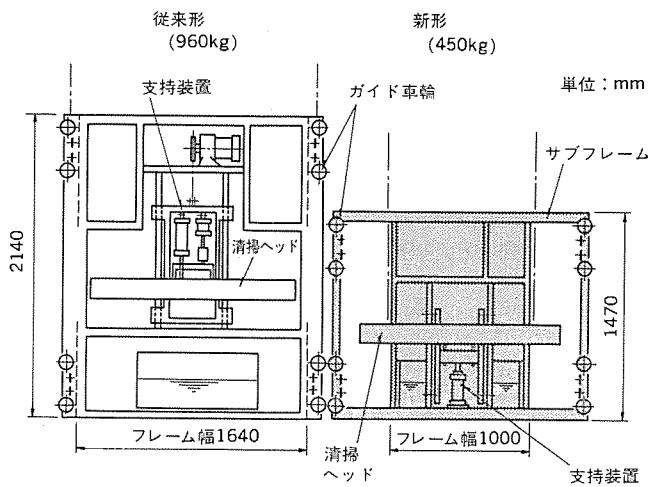 従来形
(960kg)
新形
(450kg)
単位：mm
支持装置
ガイド車輪
サブフレーム
2140
清掃ヘッド
1470
フレーム幅1640
フレーム幅1000
清掃
ヘッド
支持装置